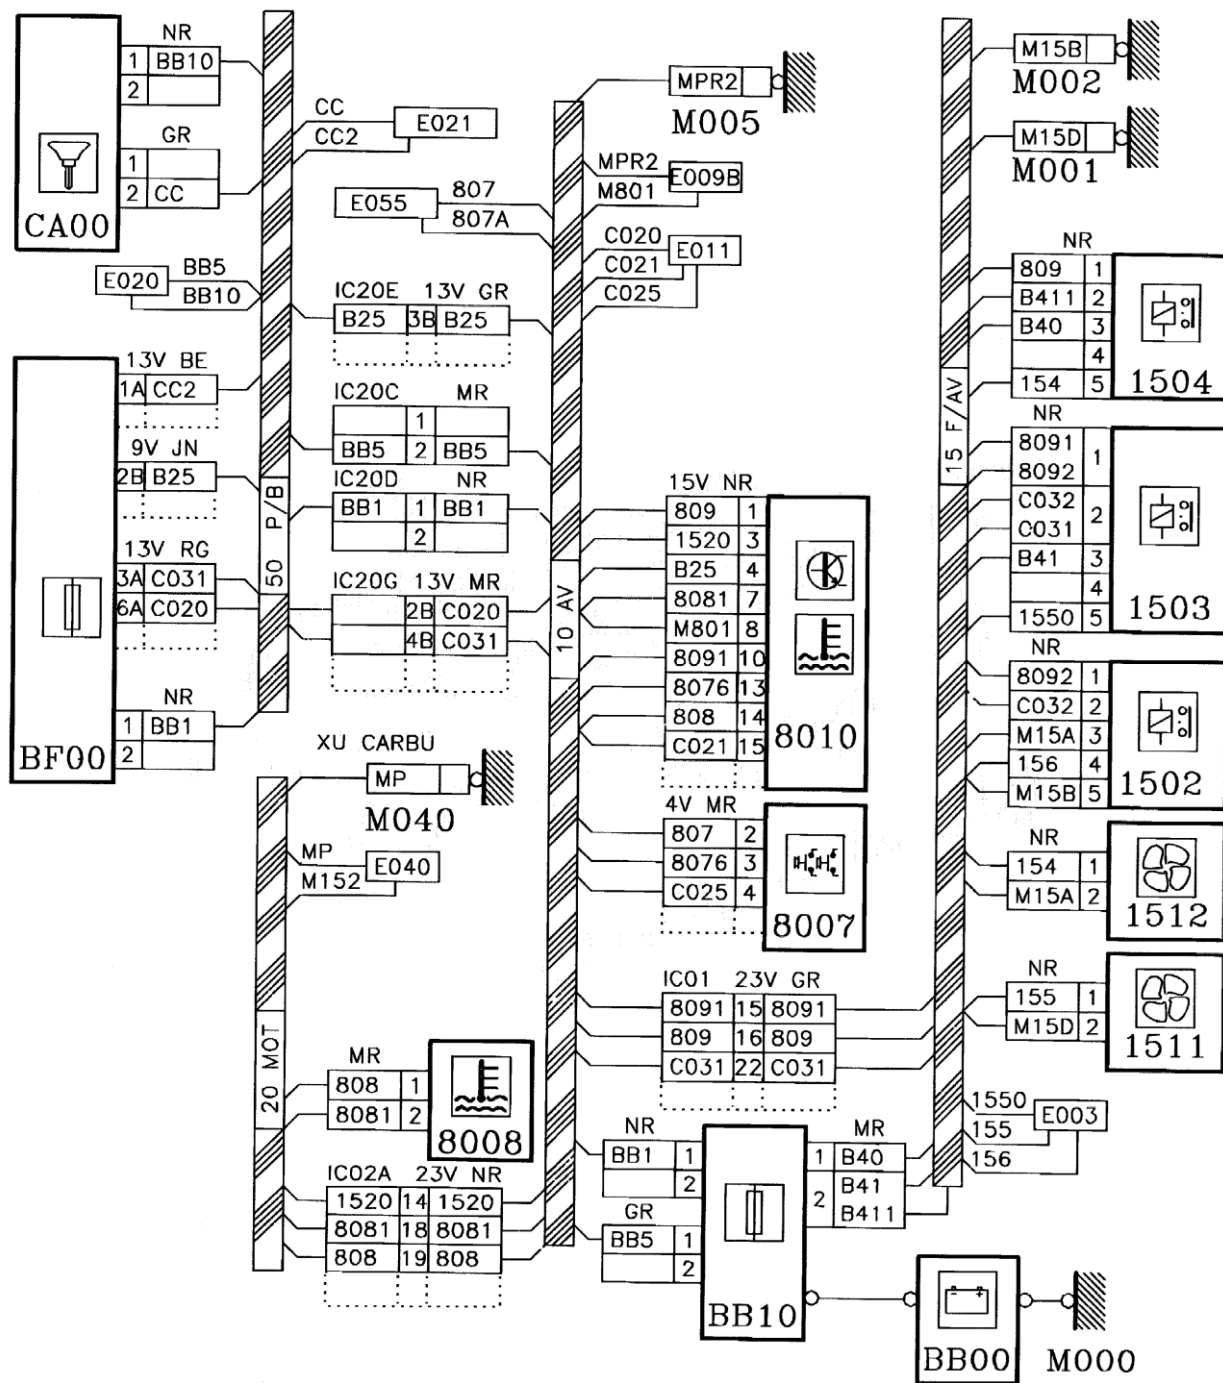 NR
1 BB10
2
GR
1
2 CC
CA00
CC
CC2
E021
E020
BB5
BB10
13V BE
1A CC2
9V JN
2B B25
13V RG
3A C031
6A C020
NR
1 BB1
2
BF00
50 P/B
E055
807
807A
IC20E 13V GR
B25 3B B25
IC20C MR
1
BB5 2 BB5
IC20D NR
BB1 1 BB1
2
IC20G 13V MR
2B C020
4B C031
XU CARBU
MP
M040
MP
M152
E040
20 MOT
MR
808 1
8081 2
8008
IC02A 23V NR
1520 14 1520
8081 18 8081
808 19 808
10 AV
MPR2
M005
MPR2
M801
E009B
C020
C021
C025
E011
15V NR
809 1
1520 3
B25 4
8081 7
M801 8
8091 10
8076 13
808 14
C021 15
8010
4V MR
807 2
8076 3
C025 4
8007
IC01 23V GR
8091 15 8091
809 16 809
C031 22 C031
NR
BB1 1
2
GR
BB5 1
2
BB10
MR
1 B40
2 B41
B411
BB00
M000
15 F/AV
M15B
M002
M15D
M001
NR
809 1
B411 2
B40 3
4
154 5
1504
NR
8091 1
8092
C032 2
C031
B41 3
4
1550 5
1503
NR
8092 1
C032 2
M15A 3
156 4
M15B 5
1502
NR
154 1
M15A 2
1512
NR
155 1
M15D 2
1511
1550
155
156
E003